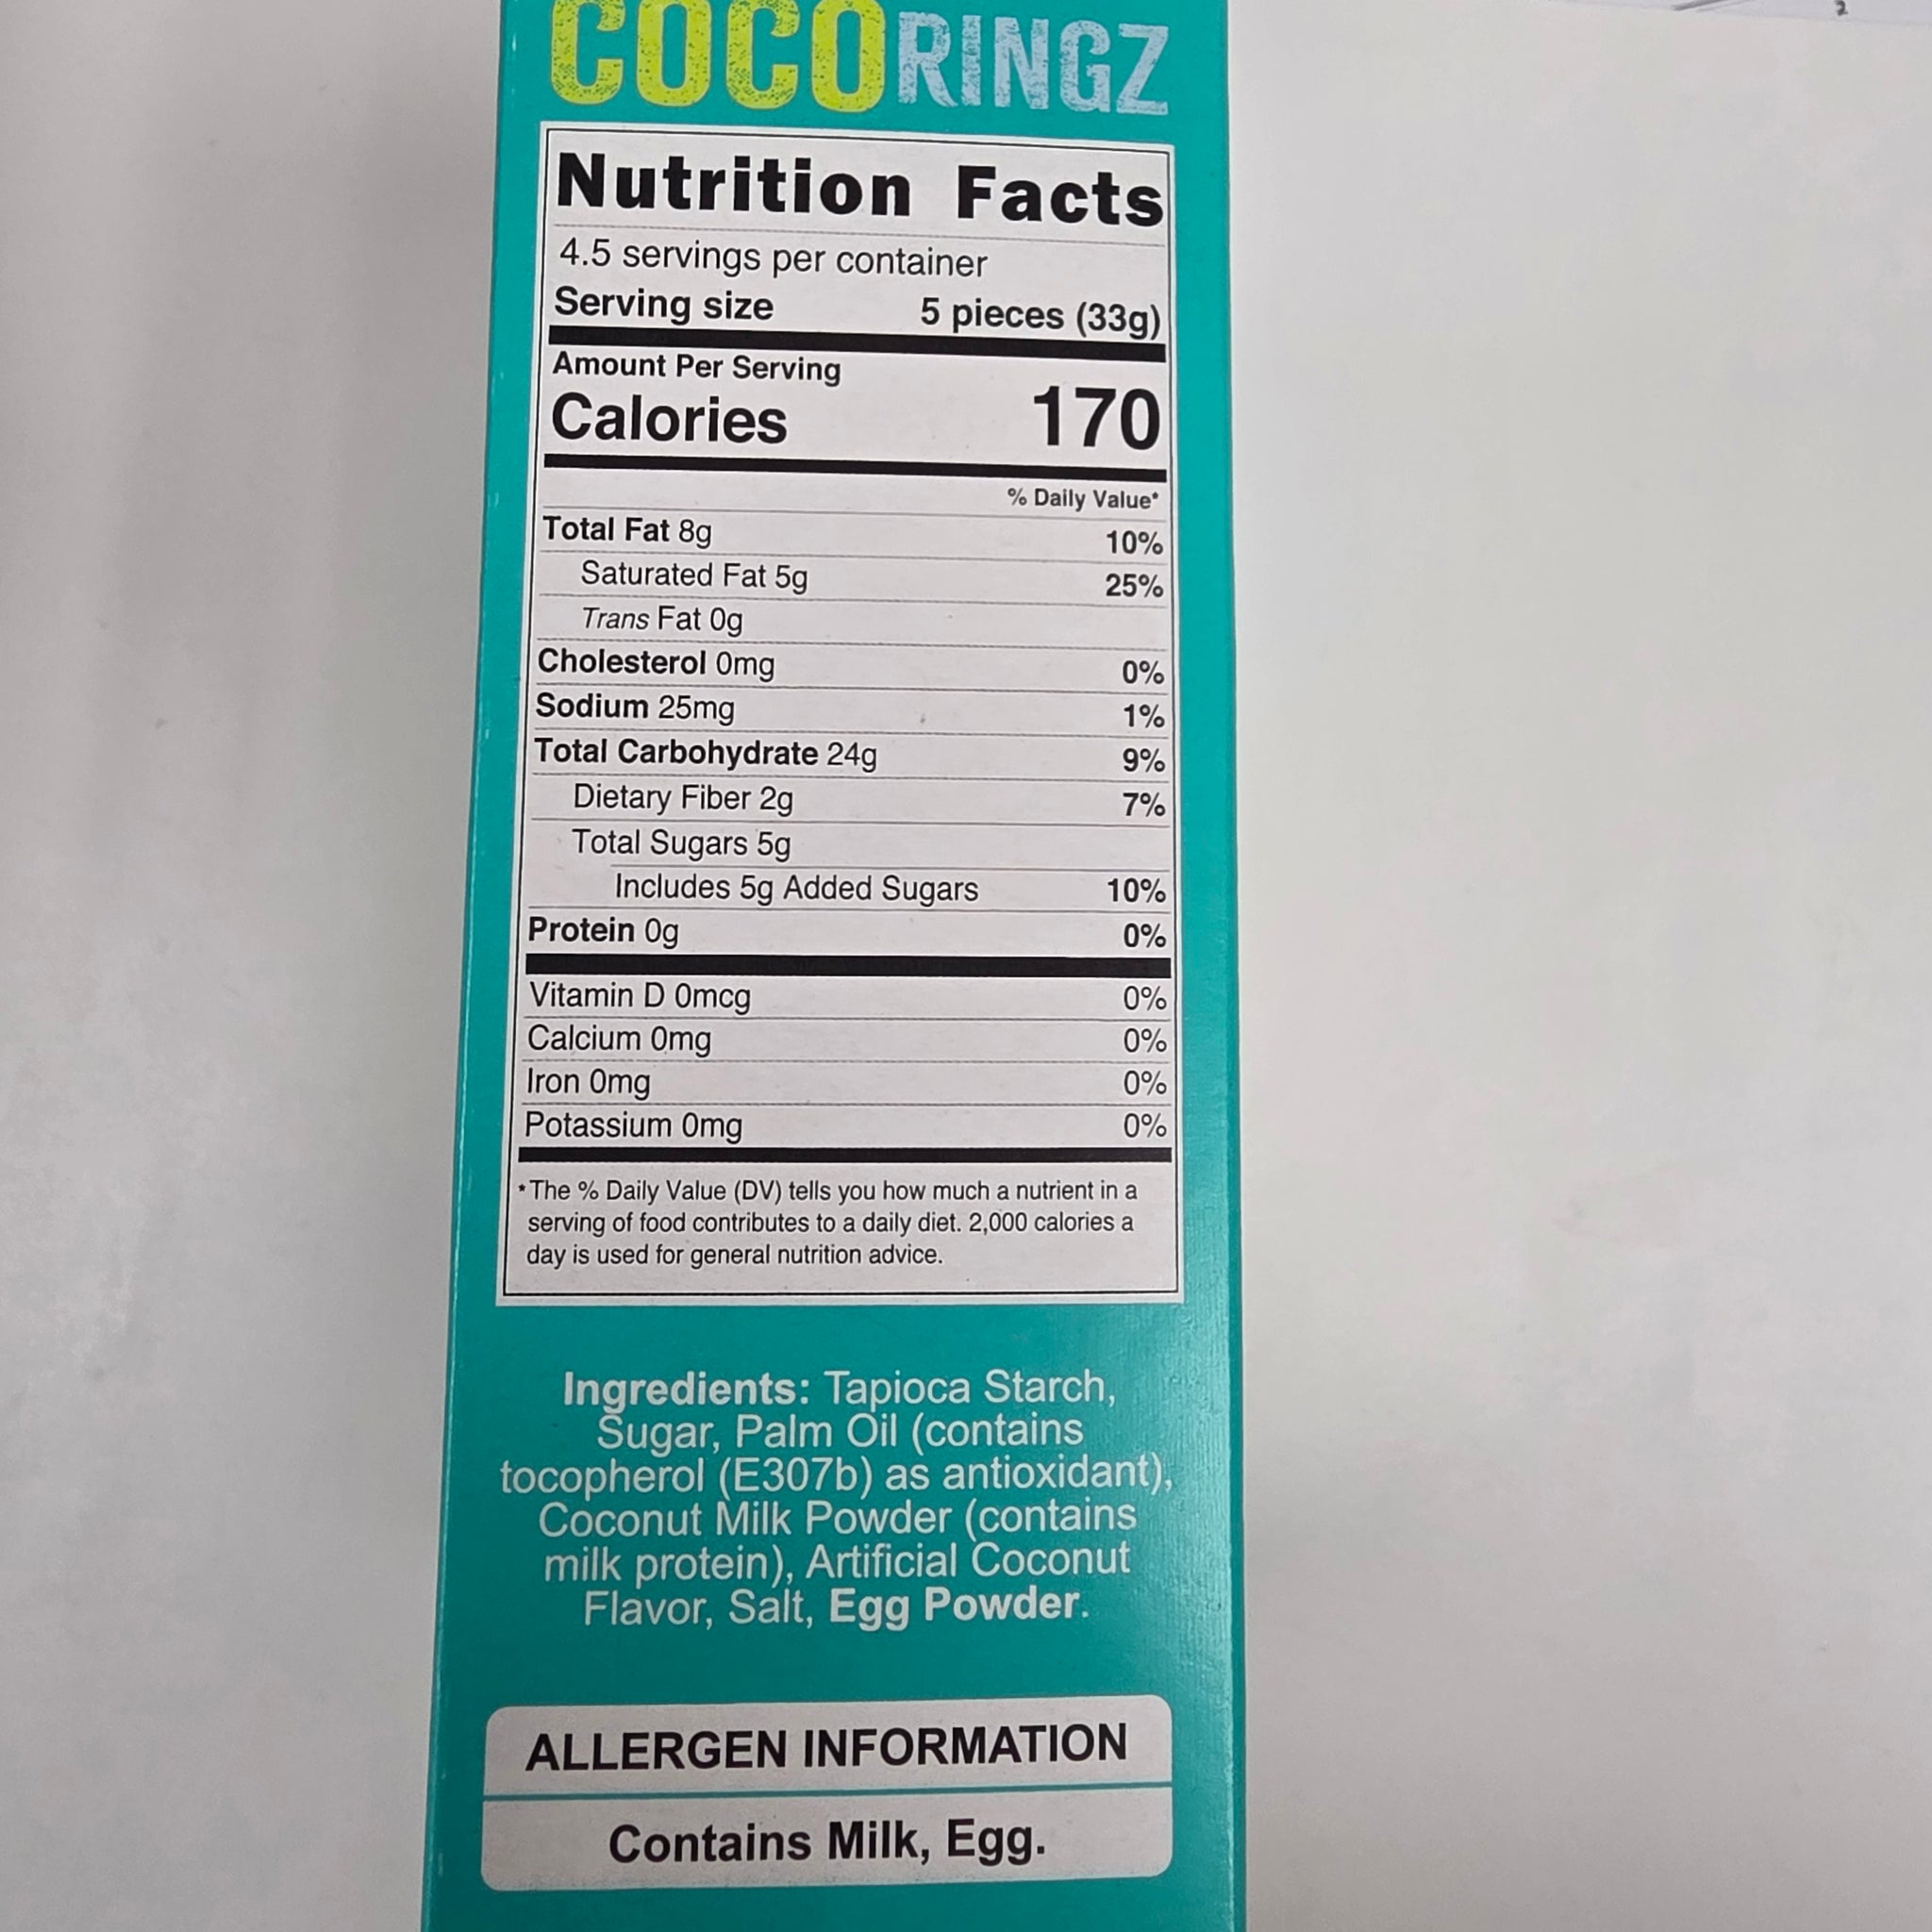 COCORINGZ
Nutrition Facts
4.5 servings per container
Serving size 5 pieces (33g)
Amount Per Serving
Calories 170
% Daily Value*
Total Fat 8g 10%
Saturated Fat 5g 25%
Trans Fat 0g
Cholesterol 0mg 0%
Sodium 25mg 1%
Total Carbohydrate 24g 9%
Dietary Fiber 2g 7%
Total Sugars 5g
Includes 5g Added Sugars 10%
Protein 0g 0%
Vitamin D 0mcg 0%
Calcium 0mg 0%
Iron 0mg 0%
Potassium 0mg 0%
*The % Daily Value (DV) tells you how much a nutrient in a
serving of food contributes to a daily diet. 2,000 calories a
day is used for general nutrition advice.
Ingredients: Tapioca Starch,
Sugar, Palm Oil (contains
tocopherol (E307b) as antioxidant),
Coconut Milk Powder (contains
milk protein), Artificial Coconut
Flavor, Salt, Egg Powder.
ALLERGEN INFORMATION
Contains Milk, Egg.